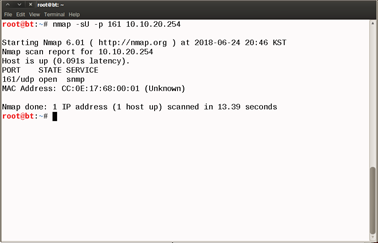 root@bt: ~
File Edit View Terminal Help
root@bt:~# nmap -sU -p 161 10.10.20.254
Starting Nmap 6.01 ( http://nmap.org ) at 2018-06-24 20:46 KST
Nmap scan report for 10.10.20.254
Host is up (0.091s latency).
PORT STATE SERVICE
161/udp open snmp
MAC Address: CC:0E:17:68:00:01 (Unknown)
Nmap done: 1 IP address (1 host up) scanned in 13.39 seconds
root@bt:~#